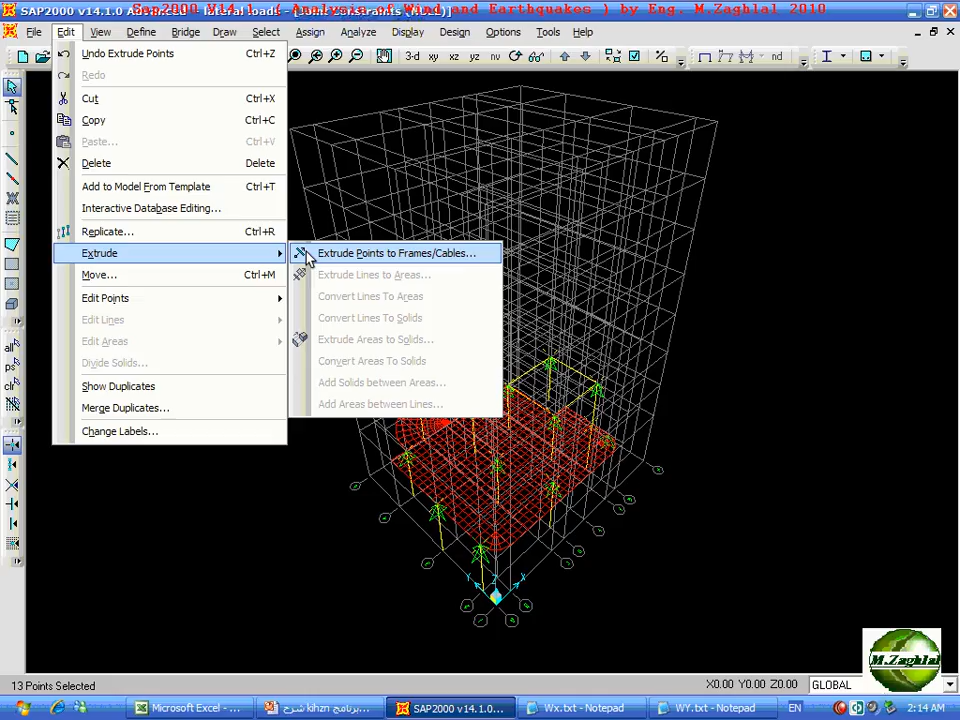 Sap2000 V14.1 ( Analysis of Wind and Earthquakes ) by Eng. M.Zaghlal 2010
File Edit View Define Bridge Draw Select Assign Analyze Display Design Options Tools Help
3-d xy xz yz nv nd
Undo Extrude Points Ctrl+Z
Redo
Cut Ctrl+X
Copy Ctrl+C
Paste... Ctrl+V
Delete Delete
Add to Model From Template Ctrl+T
Interactive Database Editing...
Replicate... Ctrl+R
Extrude
Move... Ctrl+M
Edit Points
Edit Lines
Edit Areas
Divide Solids...
Show Duplicates
Merge Duplicates...
Change Labels...
Extrude Points to Frames/Cables...
Extrude Lines to Areas...
Convert Lines To Areas
Convert Lines To Solids
Extrude Areas to Solids...
Convert Areas To Solids
Add Solids between Areas...
Add Areas between Lines...
all
ps
clr
Y Z X
M.Zaghlal
13 Points Selected
X0.00 Y0.00 Z0.00
GLOBAL
Microsoft Excel - ...
شرح kihzn برنامج...
SAP2000 v14.1.0...
Wx.txt - Notepad
WY.txt - Notepad
EN
2:14 AM